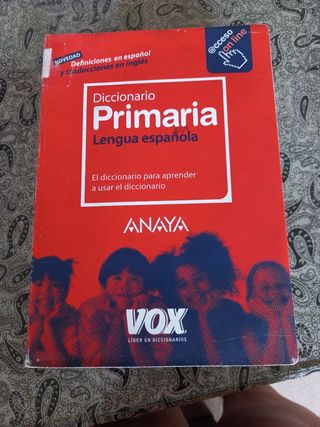 NOVEDAD
Definiciones en español
y traducciones en inglés
@cceso
on line
Diccionario
Primaria
Lengua española
El diccionario para aprender
a usar el diccionario
ANAYA
VOX
LÍDER EN DICCIONARIOS